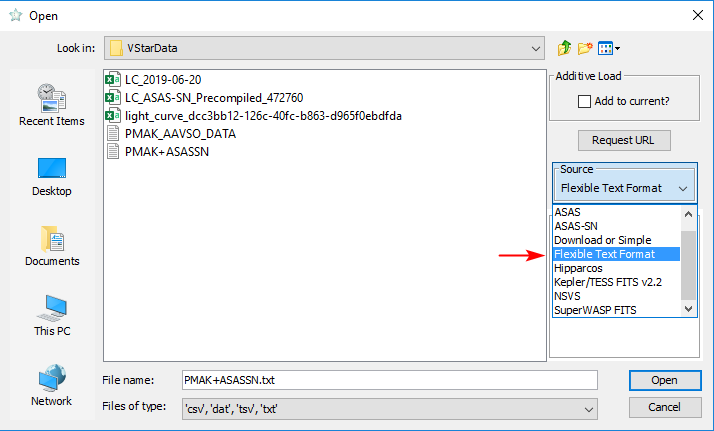 Open
Look in:
VStarData
Recent Items
Desktop
Documents
This PC
Network
LC_2019-06-20
LC_ASAS-SN_Precompiled_472760
light_curve_dcc3bb12-126c-40fc-b863-d965f0ebdfda
PMAK_AAVSO_DATA
PMAK+ASASSN
Additive Load
Add to current?
Request URL
Source
Flexible Text Format
ASAS
ASAS-SN
Download or Simple
Flexible Text Format
Hipparcos
Kepler/TESS FITS v2.2
NSVS
SuperWASP FITS
File name:
PMAK+ASASSN.txt
Open
Files of type:
'csv', 'dat', 'tsv', 'txt'
Cancel